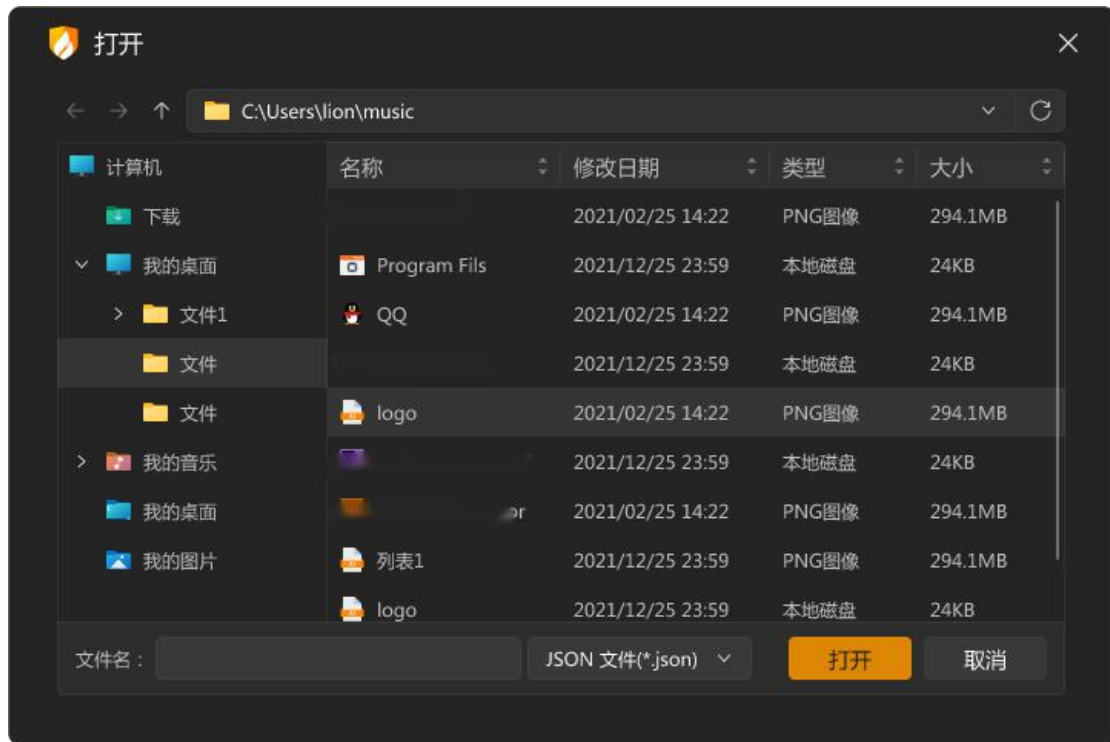 打开
C:\Users\lion\music
计算机 名称 修改日期 类型 大小
下载 2021/02/25 14:22 PNG图像 294.1MB
我的桌面 Program Fils 2021/12/25 23:59 本地磁盘 24KB
文件1 QQ 2021/02/25 14:22 PNG图像 294.1MB
文件 2021/12/25 23:59 本地磁盘 24KB
文件 logo 2021/02/25 14:22 PNG图像 294.1MB
我的音乐 2021/12/25 23:59 本地磁盘 24KB
我的桌面 2021/02/25 14:22 PNG图像 294.1MB
我的图片 列表1 2021/12/25 23:59 PNG图像 294.1MB
logo 2021/12/25 23:59 本地磁盘 24KB
文件名 : JSON 文件(*.json) 打开 取消